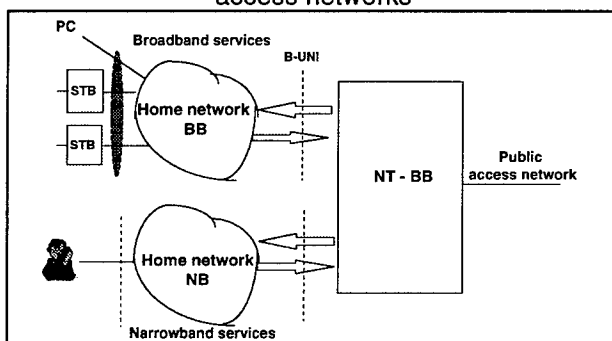 access networks
PC
Broadband services
B-UNI
STB
Home network
BB
STB
NT - BB
Public
access network
Home network
NB
Narrowband services